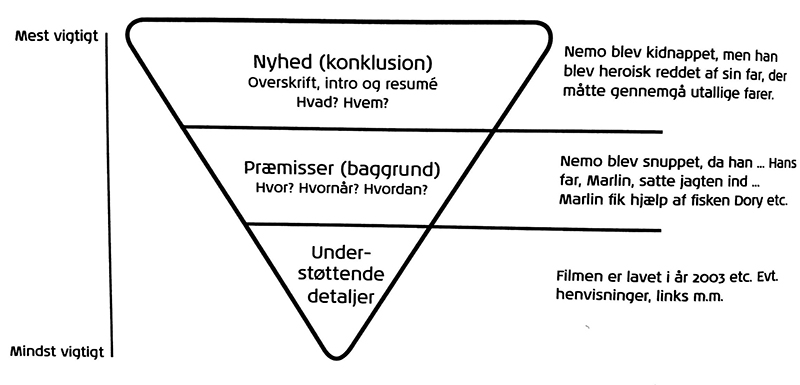 Mest vigtigt
Nyhed (konklusion)
Overskrift, intro og resumé
Hvad? Hvem?
Nemo blev kidnappet, men han
blev heroisk reddet af sin far, der
måtte gennemgå utallige farer.
Præmisser (baggrund)
Hvor? Hvornår? Hvordan?
Nemo blev snuppet, da han ... Hans
far, Marlin, satte jagten ind ...
Marlin fik hjælp af fisken Dory etc.
Under-
støttende
detaljer
Filmen er lavet i år 2003 etc. Evt.
henvisninger, links m.m.
Mindst vigtigt